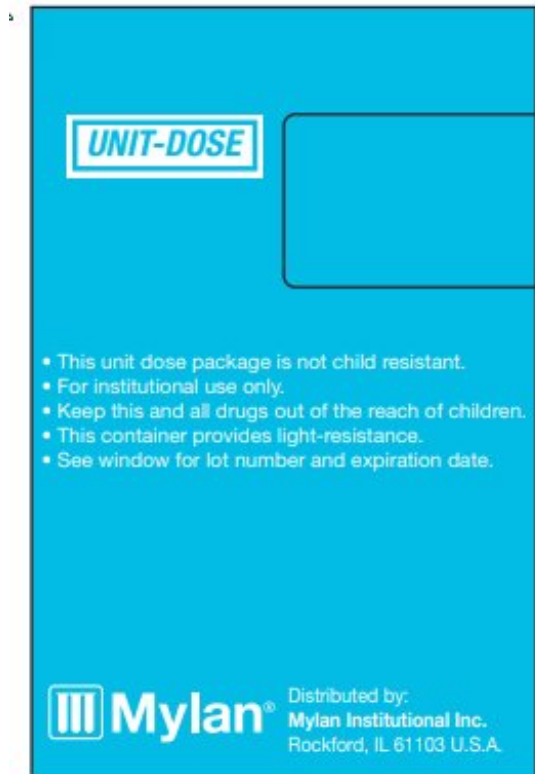 UNIT-DOSE
• This unit dose package is not child resistant.
• For institutional use only.
• Keep this and all drugs out of the reach of children.
• This container provides light-resistance.
• See window for lot number and expiration date.
Mylan®
Distributed by:
Mylan Institutional Inc.
Rockford, IL 61103 U.S.A.